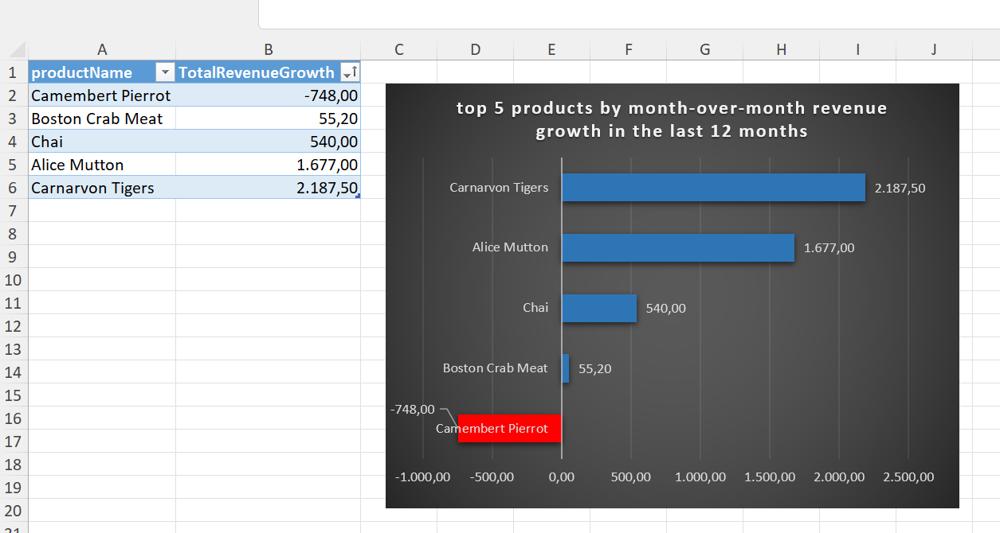 A B C D E F G H I J
1 productName TotalRevenueGrowth
2 Camembert Pierrot -748,00
3 Boston Crab Meat 55,20
4 Chai 540,00
5 Alice Mutton 1.677,00
6 Carnarvon Tigers 2.187,50
7
8
9
10
11
12
13
14
15
16
17
18
19
20
21
top 5 products by month-over-month revenue
growth in the last 12 months
Carnarvon Tigers 2.187,50
Alice Mutton 1.677,00
Chai 540,00
Boston Crab Meat 55,20
-748,00
Camembert Pierrot
-1.000,00 -500,00 0,00 500,00 1.000,00 1.500,00 2.000,00 2.500,00